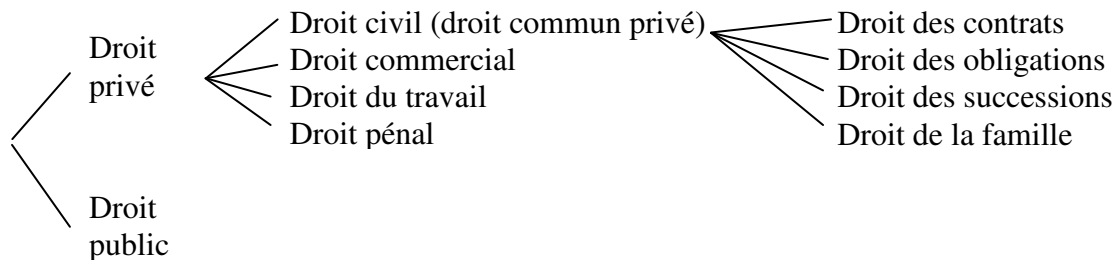 Droit
privé
Droit civil (droit commun privé)
Droit commercial
Droit du travail
Droit pénal
Droit des contrats
Droit des obligations
Droit des successions
Droit de la famille
Droit
public